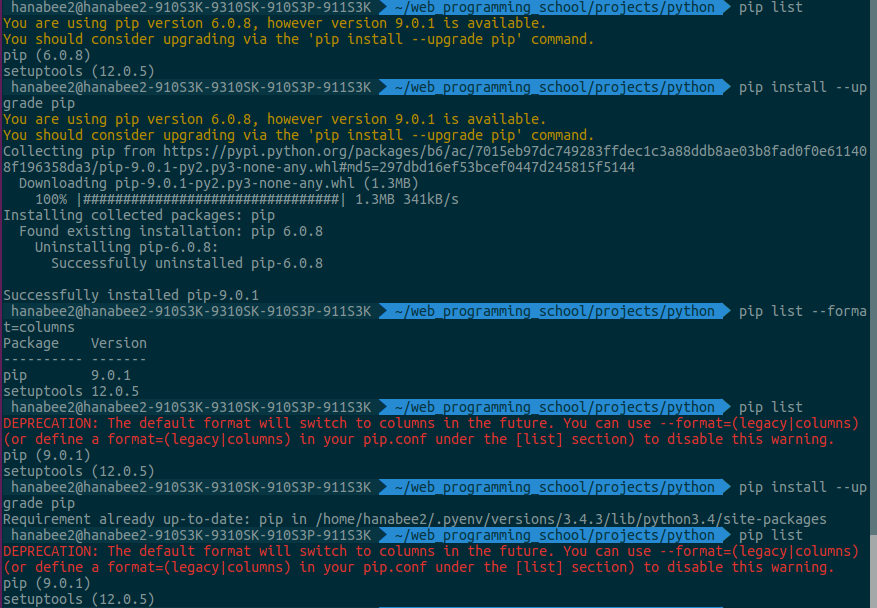 hanabee2@hanabee2-910S3K-9310SK-910S3P-911S3K ~/web_programming_school/projects/python pip list
You are using pip version 6.0.8, however version 9.0.1 is available.
You should consider upgrading via the 'pip install --upgrade pip' command.
pip (6.0.8)
setuptools (12.0.5)
hanabee2@hanabee2-910S3K-9310SK-910S3P-911S3K ~/web_programming_school/projects/python pip install --up
grade pip
You are using pip version 6.0.8, however version 9.0.1 is available.
You should consider upgrading via the 'pip install --upgrade pip' command.
Collecting pip from https://pypi.python.org/packages/b6/ac/7015eb97dc749283ffdec1c3a88ddb8ae03b8fad0f0e61140
8f196358da3/pip-9.0.1-py2.py3-none-any.whl#md5=297dbd16ef53bcef0447d245815f5144
Downloading pip-9.0.1-py2.py3-none-any.whl (1.3MB)
100% |################################| 1.3MB 341kB/s
Installing collected packages: pip
Found existing installation: pip 6.0.8
Uninstalling pip-6.0.8:
Successfully uninstalled pip-6.0.8
Successfully installed pip-9.0.1
hanabee2@hanabee2-910S3K-9310SK-910S3P-911S3K ~/web_programming_school/projects/python pip list --forma
t=columns
Package    Version
---------- -------
pip        9.0.1
setuptools 12.0.5
hanabee2@hanabee2-910S3K-9310SK-910S3P-911S3K ~/web_programming_school/projects/python pip list
DEPRECATION: The default format will switch to columns in the future. You can use --format=(legacy|columns)
(or define a format=(legacy|columns) in your pip.conf under the [list] section) to disable this warning.
pip (9.0.1)
setuptools (12.0.5)
hanabee2@hanabee2-910S3K-9310SK-910S3P-911S3K ~/web_programming_school/projects/python pip install --up
grade pip
Requirement already up-to-date: pip in /home/hanabee2/.pyenv/versions/3.4.3/lib/python3.4/site-packages
hanabee2@hanabee2-910S3K-9310SK-910S3P-911S3K ~/web_programming_school/projects/python pip list
DEPRECATION: The default format will switch to columns in the future. You can use --format=(legacy|columns)
(or define a format=(legacy|columns) in your pip.conf under the [list] section) to disable this warning.
pip (9.0.1)
setuptools (12.0.5)